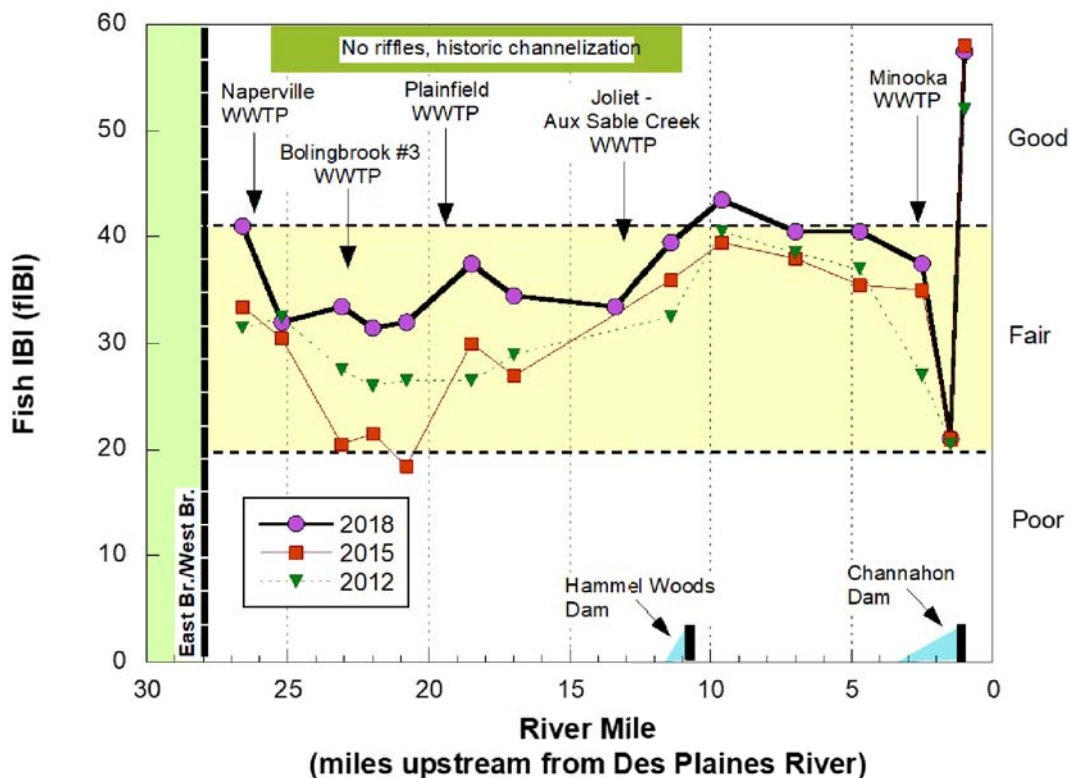 60
50
40
30
20
10
0
Fish IBI (fIBI)
No riffles, historic channelization
Naperville
WWTP
Bolingbrook #3
WWTP
Plainfield
WWTP
Joliet -
Aux Sable Creek
WWTP
Minooka
WWTP
Good
Fair
Poor
East Br./West Br.
2018
2015
2012
Hammel Woods
Dam
Channahon
Dam
30 25 20 15 10 5 0
River Mile
(miles upstream from Des Plaines River)